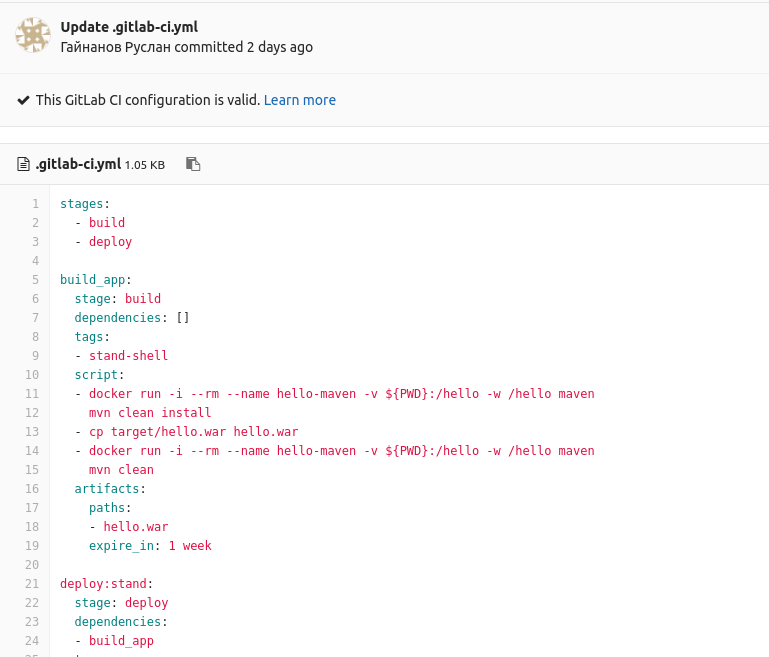 Update .gitlab-ci.yml
Гайнанов Руслан committed 2 days ago
This GitLab CI configuration is valid. Learn more
.gitlab-ci.yml 1.05 KB
1 stages:
2   - build
3   - deploy
4
5 build_app:
6   stage: build
7   dependencies: []
8   tags:
9   - stand-shell
10   script:
11   - docker run -i --rm --name hello-maven -v ${PWD}:/hello -w /hello maven
12     mvn clean install
13   - cp target/hello.war hello.war
14   - docker run -i --rm --name hello-maven -v ${PWD}:/hello -w /hello maven
15     mvn clean
16   artifacts:
17     paths:
18     - hello.war
19     expire_in: 1 week
20
21 deploy:stand:
22   stage: deploy
23   dependencies:
24   - build_app